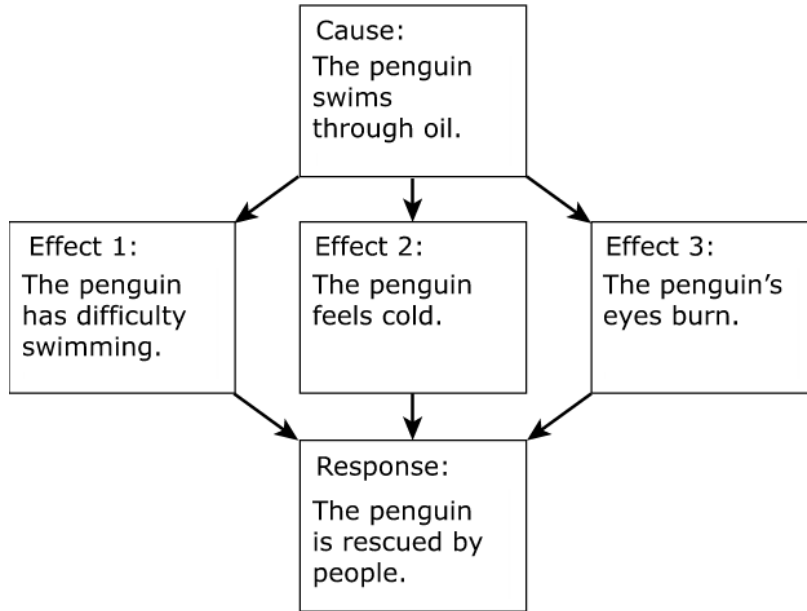 Cause:
The penguin
swims
through oil.
Effect 1:
The penguin
has difficulty
swimming.
Effect 2:
The penguin
feels cold.
Effect 3:
The penguin’s
eyes burn.
Response:
The penguin
is rescued by
people.